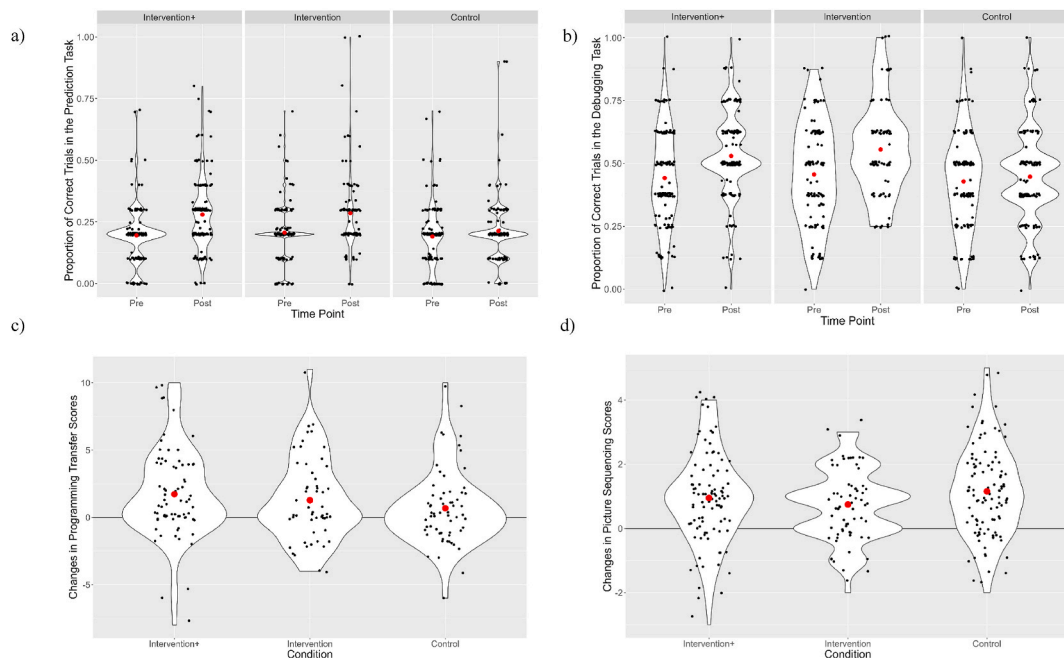 a)
Intervention+ Intervention Control
Proportion of Correct Trials in the Prediction Task
1.00
0.75
0.50
0.25
0.00
Pre Post Pre Post Pre Post
Time Point
b)
Intervention+ Intervention Control
Proportion of Correct Trials in the Debugging Task
1.00
0.75
0.50
0.25
0.00
Pre Post Pre Post Pre Post
Time Point
c)
Changes in Programming Transfer Scores
10
5
0
-5
Intervention+ Intervention Control
Condition
d)
Changes in Picture Sequencing Scores
4
2
0
-2
Intervention+ Intervention Control
Condition